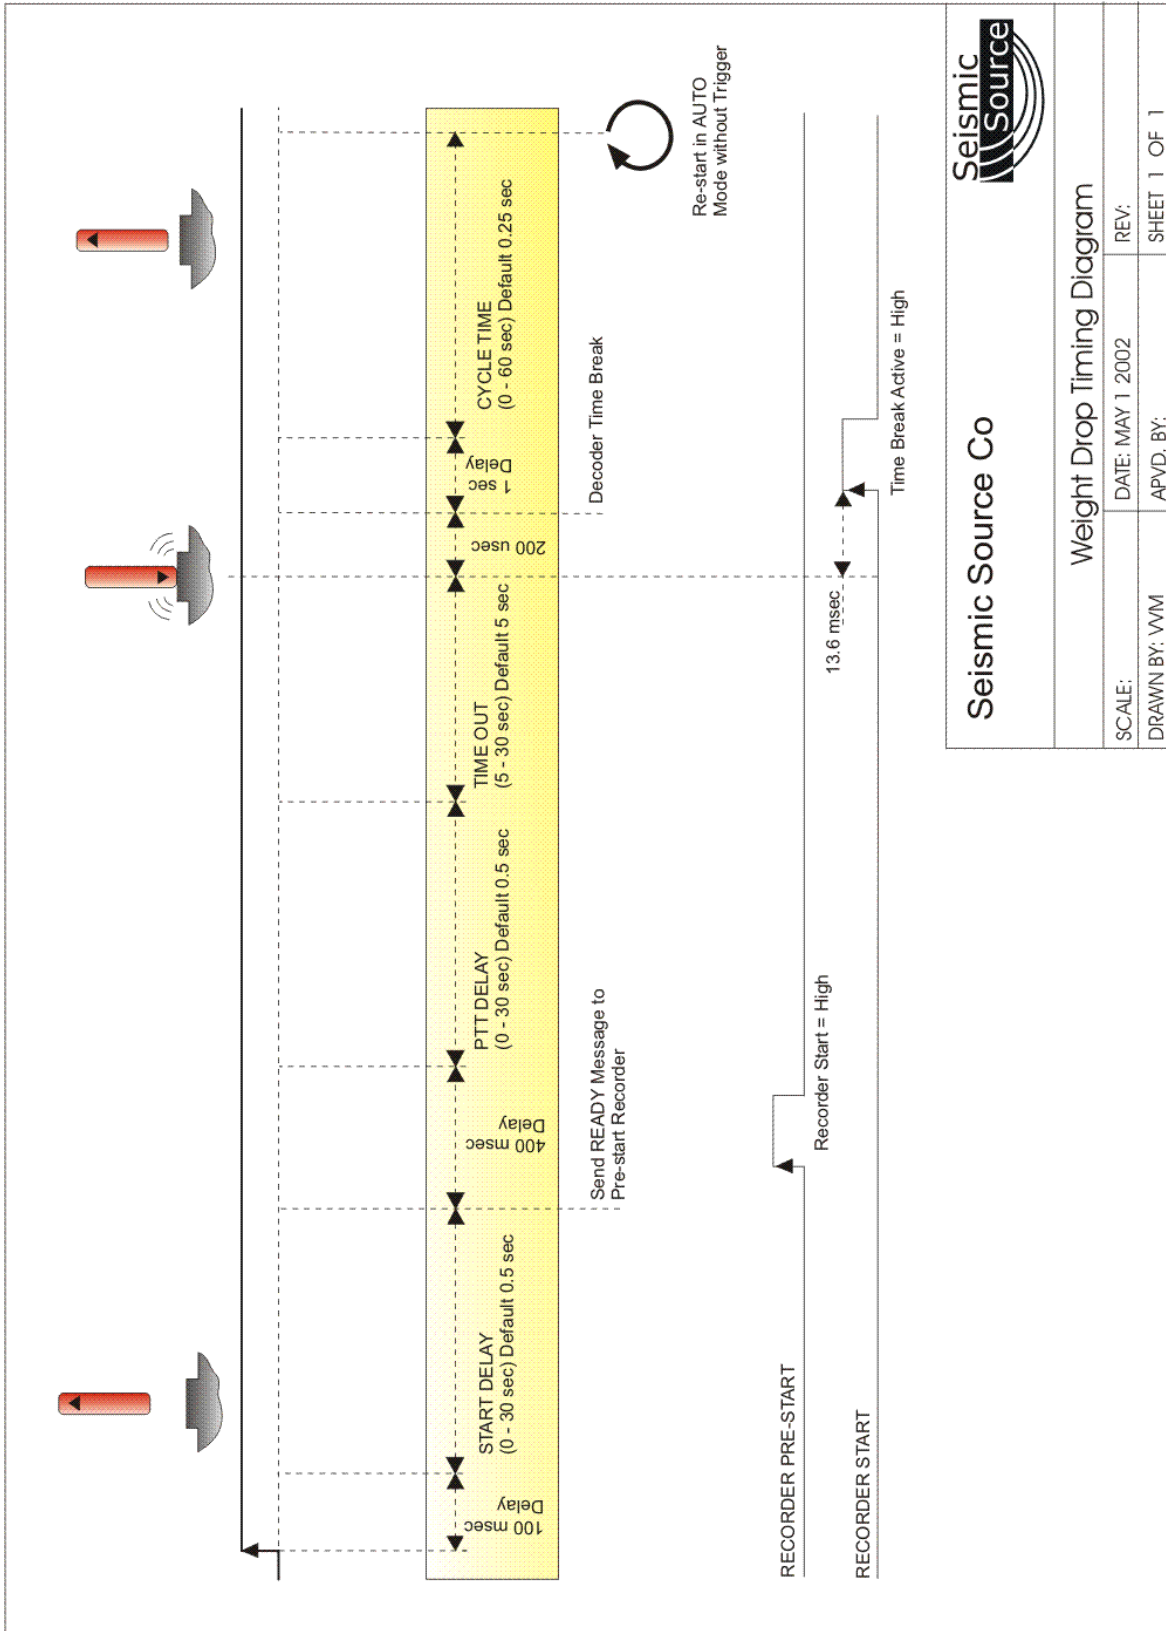 100 msec
Delay
START DELAY
(0 - 30 sec) Default 0.5 sec
400 msec
Delay
PTT DELAY
(0 - 30 sec) Default 0.5 sec
TIME OUT
(5 - 30 sec) Default 5 sec
200 usec
1 sec
Delay
CYCLE TIME
(0 - 60 sec) Default 0.25 sec
Send READY Message to
Pre-start Recorder
Decoder Time Break
Re-start in AUTO
Mode without Trigger
RECORDER PRE-START
Recorder Start = High
RECORDER START
13.6 msec
Time Break Active = High
Seismic Source Co
Seismic
Source
Weight Drop Timing Diagram
SCALE:
DATE: MAY 1 2002
REV:
DRAWN BY: WM
APVD. BY:
SHEET 1 OF 1